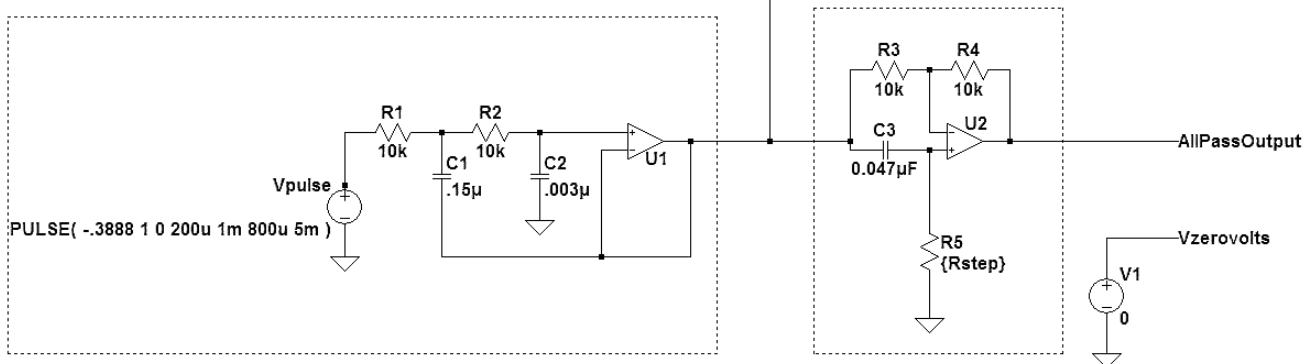 R3
R4
10k
10k
R1
R2
U2
10k
10k
C3
AllPassOutput
C1
C2
U1
0.047µF
Vpulse
.15µ
.003µ
PULSE( -.3888 1 0 200u 1m 800u 5m )
Vzerovolts
R5
{Rstep}
V1
0